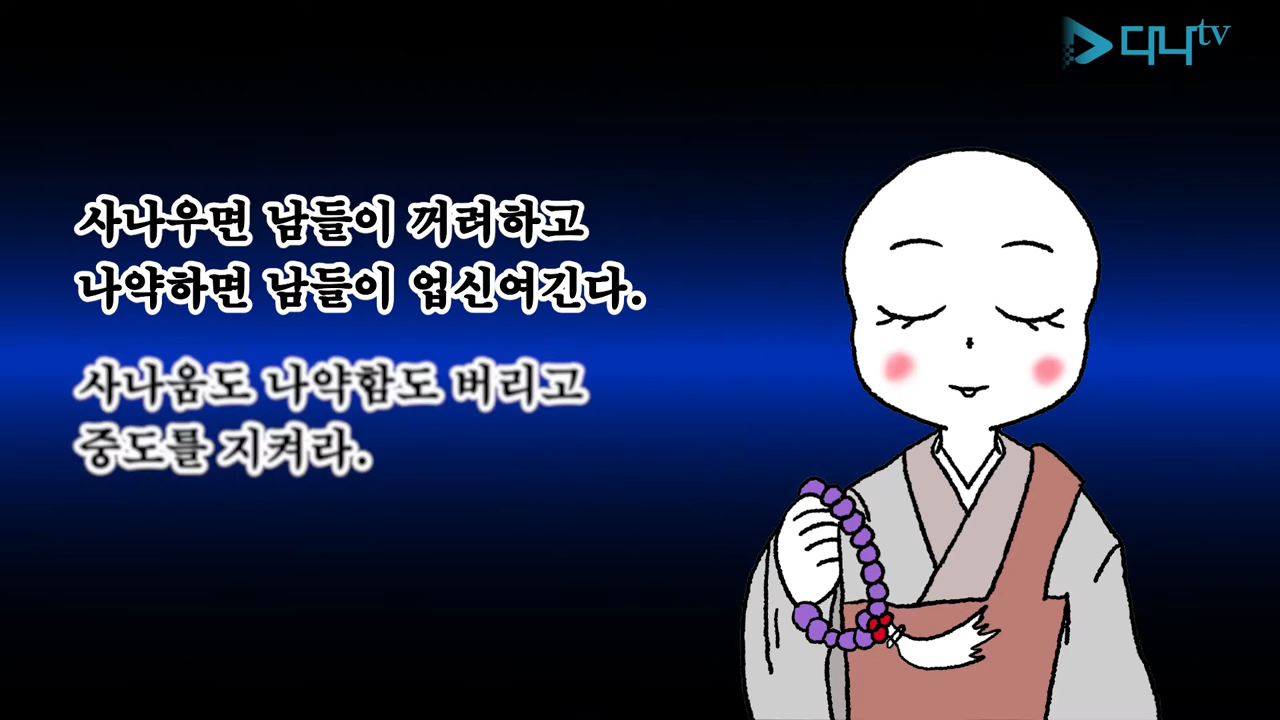 사나우면 남들이 꺼려하고
나약하면 남들이 업신여긴다.
사나움도 나약함도 버리고
중도를 지켜라.
다나tv